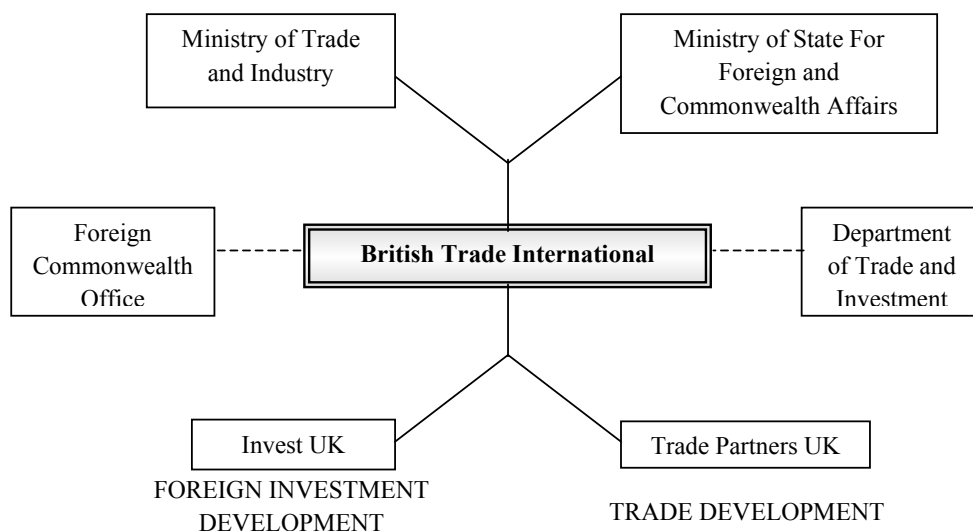 Ministry of Trade
and Industry
Ministry of State For
Foreign and
Commonwealth Affairs
Foreign
Commonwealth
Office
British Trade International
Department
of Trade and
Investment
Invest UK
FOREIGN INVESTMENT
DEVELOPMENT
Trade Partners UK
TRADE DEVELOPMENT